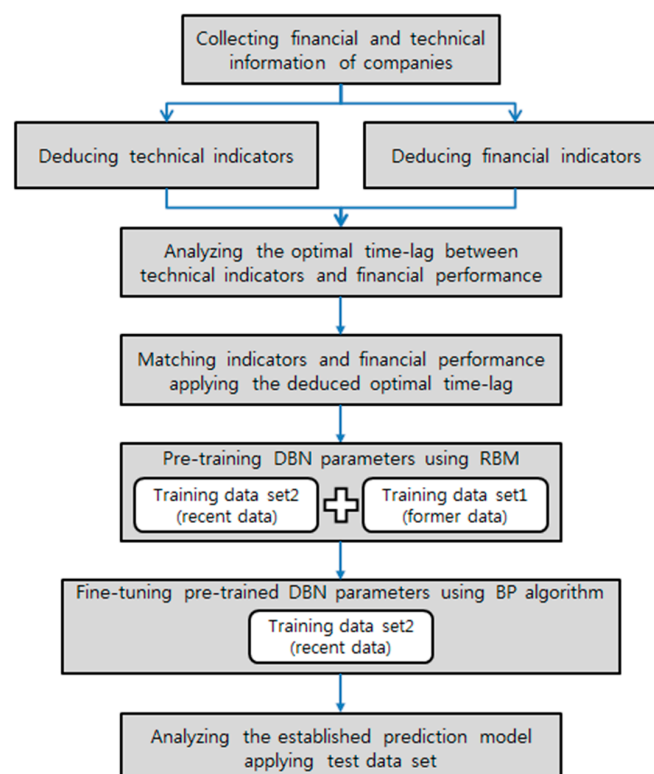 Collecting financial and technical
information of companies
Deducing technical indicators
Deducing financial indicators
Analyzing the optimal time-lag between
technical indicators and financial performance
Matching indicators and financial performance
applying the deduced optimal time-lag
Pre-training DBN parameters using RBM
Training data set2
(recent data)
Training data set1
(former data)
Fine-tuning pre-trained DBN parameters using BP algorithm
Training data set2
(recent data)
Analyzing the established prediction model
applying test data set